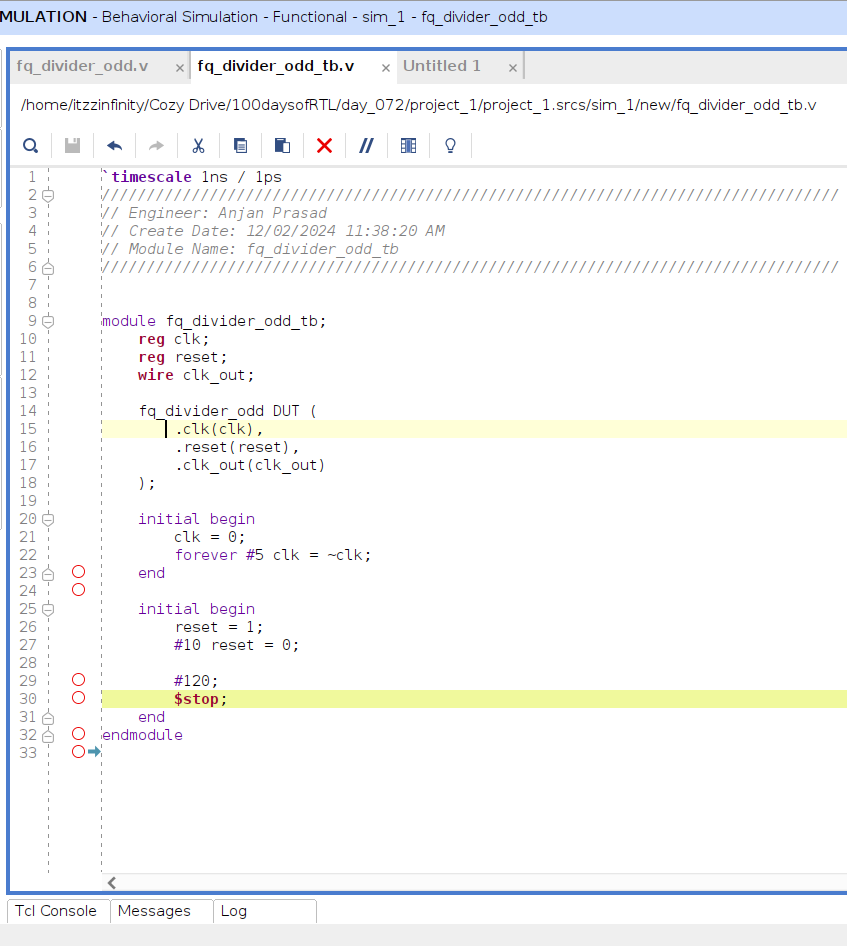 MULATION - Behavioral Simulation - Functional - sim_1 - fq_divider_odd_tb
fq_divider_odd.v × fq_divider_odd_tb.v × Untitled 1 ×
/home/itzzinfinity/Cozy Drive/100daysofRTL/day_072/project_1/project_1.srcs/sim_1/new/fq_divider_odd_tb.v
1 `timescale 1ns / 1ps
2 //////////////////////////////////////////////////////////////////////////////////
3 // Engineer: Anjan Prasad
4 // Create Date: 12/02/2024 11:38:20 AM
5 // Module Name: fq_divider_odd_tb
6 //////////////////////////////////////////////////////////////////////////////////
7
8
9 module fq_divider_odd_tb;
10 reg clk;
11 reg reset;
12 wire clk_out;
13
14 fq_divider_odd DUT (
15 .clk(clk),
16 .reset(reset),
17 .clk_out(clk_out)
18 );
19
20 initial begin
21 clk = 0;
22 forever #5 clk = ~clk;
23 end
24
25 initial begin
26 reset = 1;
27 #10 reset = 0;
28
29 #120;
30 $stop;
31 end
32 endmodule
33
Tcl Console Messages Log